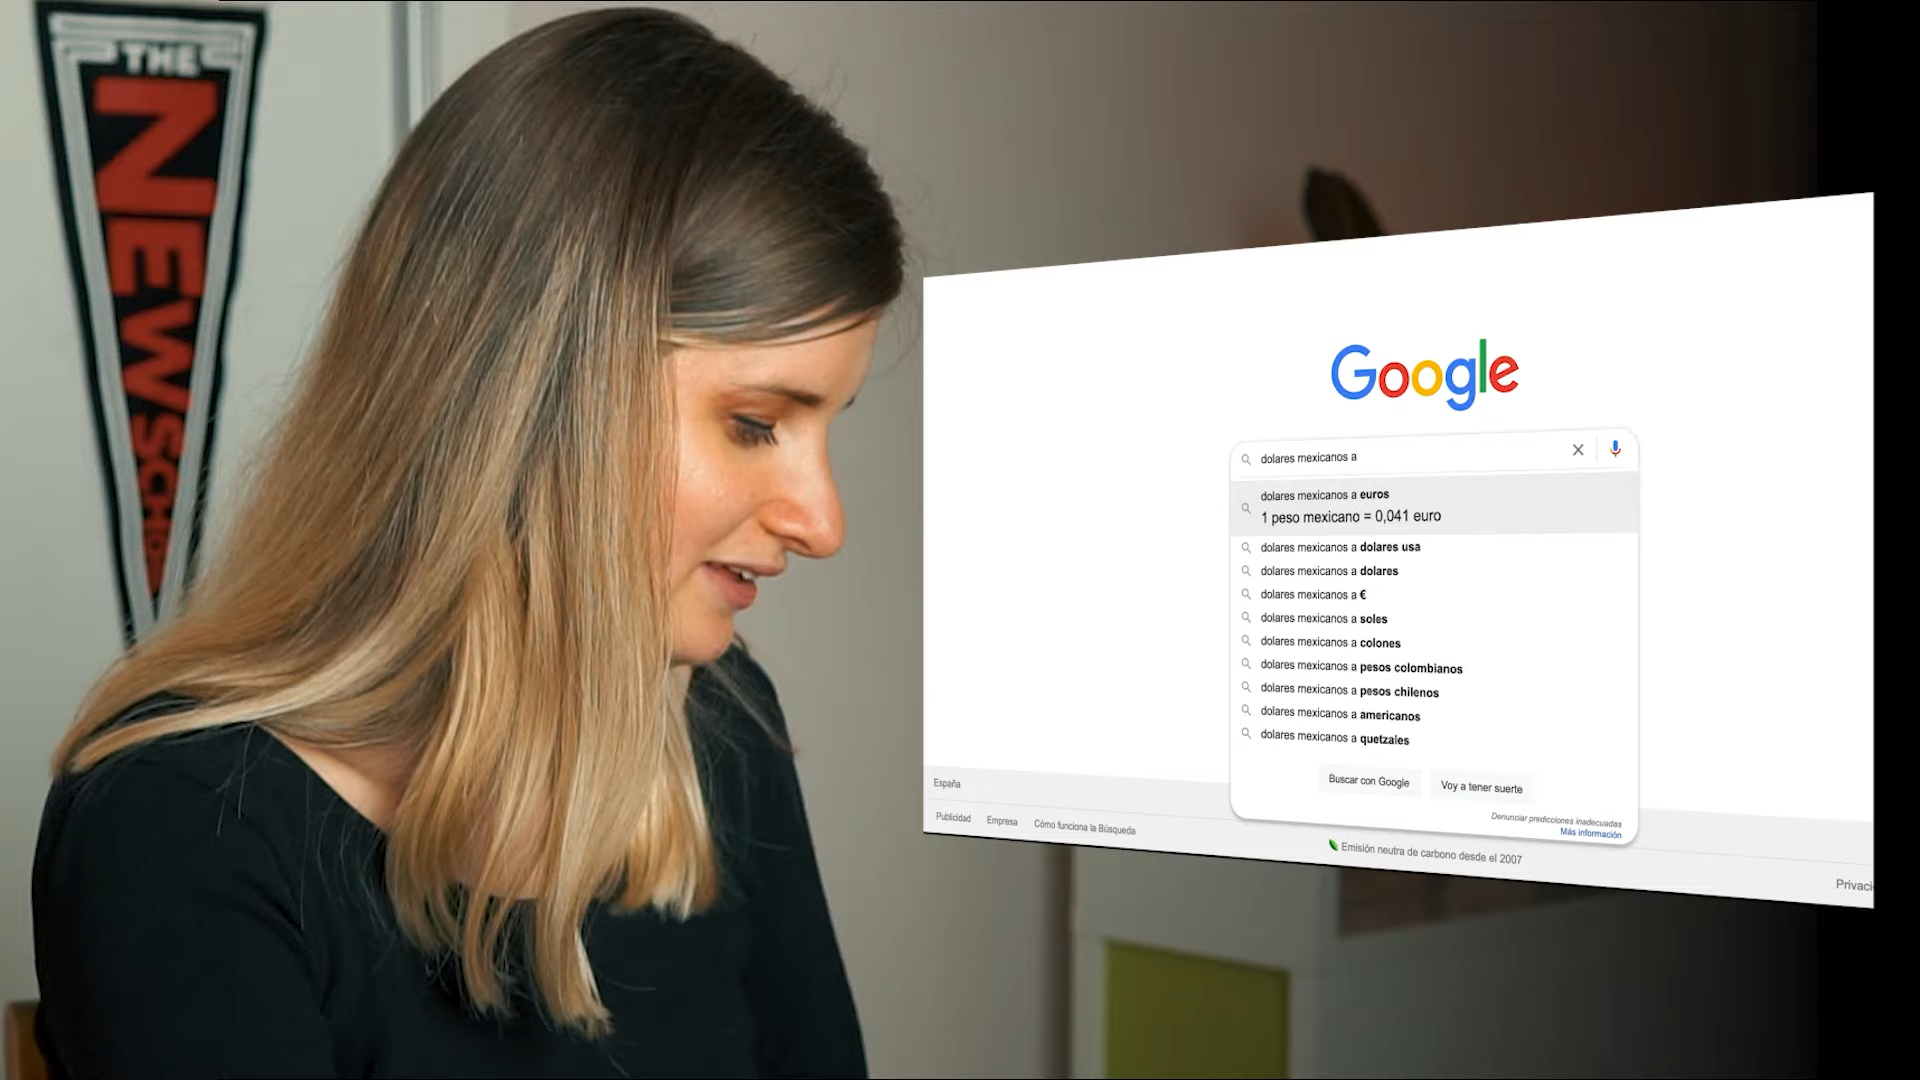 THE
NEW SCHO
Google
dolares mexicanos a
dolares mexicanos a euros
1 peso mexicano = 0,041 euro
dolares mexicanos a dolares usa
dolares mexicanos a dolares
dolares mexicanos a €
dolares mexicanos a soles
dolares mexicanos a colones
dolares mexicanos a pesos colombianos
dolares mexicanos a pesos chilenos
dolares mexicanos a americanos
dolares mexicanos a quetzales
Buscar con Google Voy a tener suerte
Denunciar predicciones inadecuadas
Más información
España
Publicidad Empresa Cómo funciona la Búsqueda
Emisión neutra de carbono desde el 2007
Privaci